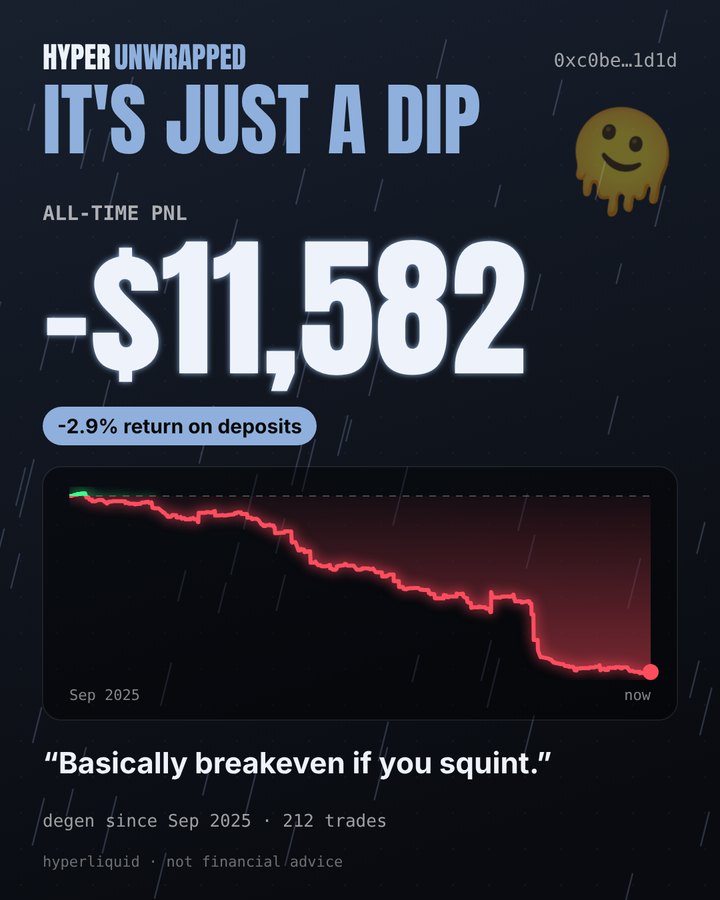 HYPER UNWRAPPED
0xc0be…1d1d
IT'S JUST A DIP
ALL-TIME PNL
-$11,582
-2.9% return on deposits
Sep 2025
now
“Basically breakeven if you squint.”
degen since Sep 2025 · 212 trades
hyperliquid · not financial advice